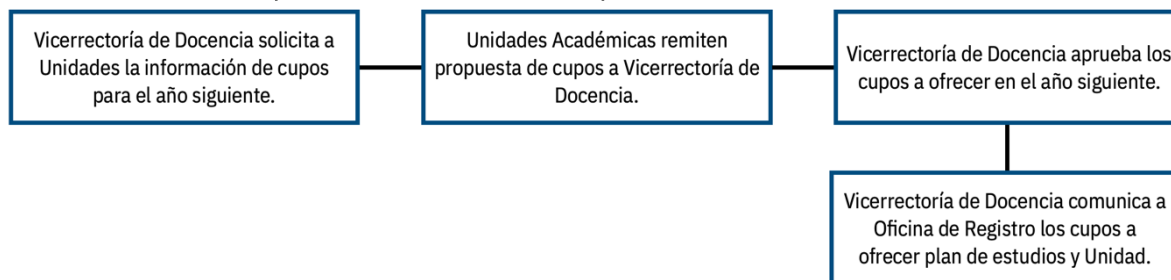 Vicerrectoría de Docencia solicita a
Unidades la información de cupos
para el año siguiente.
Unidades Académicas remiten
propuesta de cupos a Vicerrectoría de
Docencia.
Vicerrectoría de Docencia aprueba los
cupos a ofrecer en el año siguiente.
Vicerrectoría de Docencia comunica a
Oficina de Registro los cupos a
ofrecer plan de estudios y Unidad.